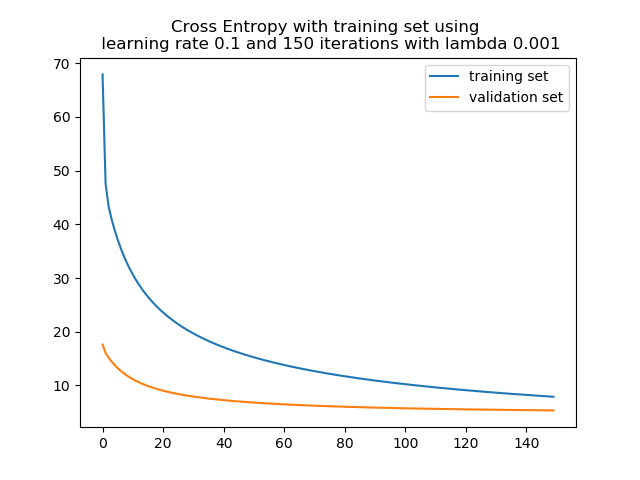 Cross Entropy with training set using
learning rate 0.1 and 150 iterations with lambda 0.001
training set
validation set
70
60
50
40
30
20
10
0 20 40 60 80 100 120 140